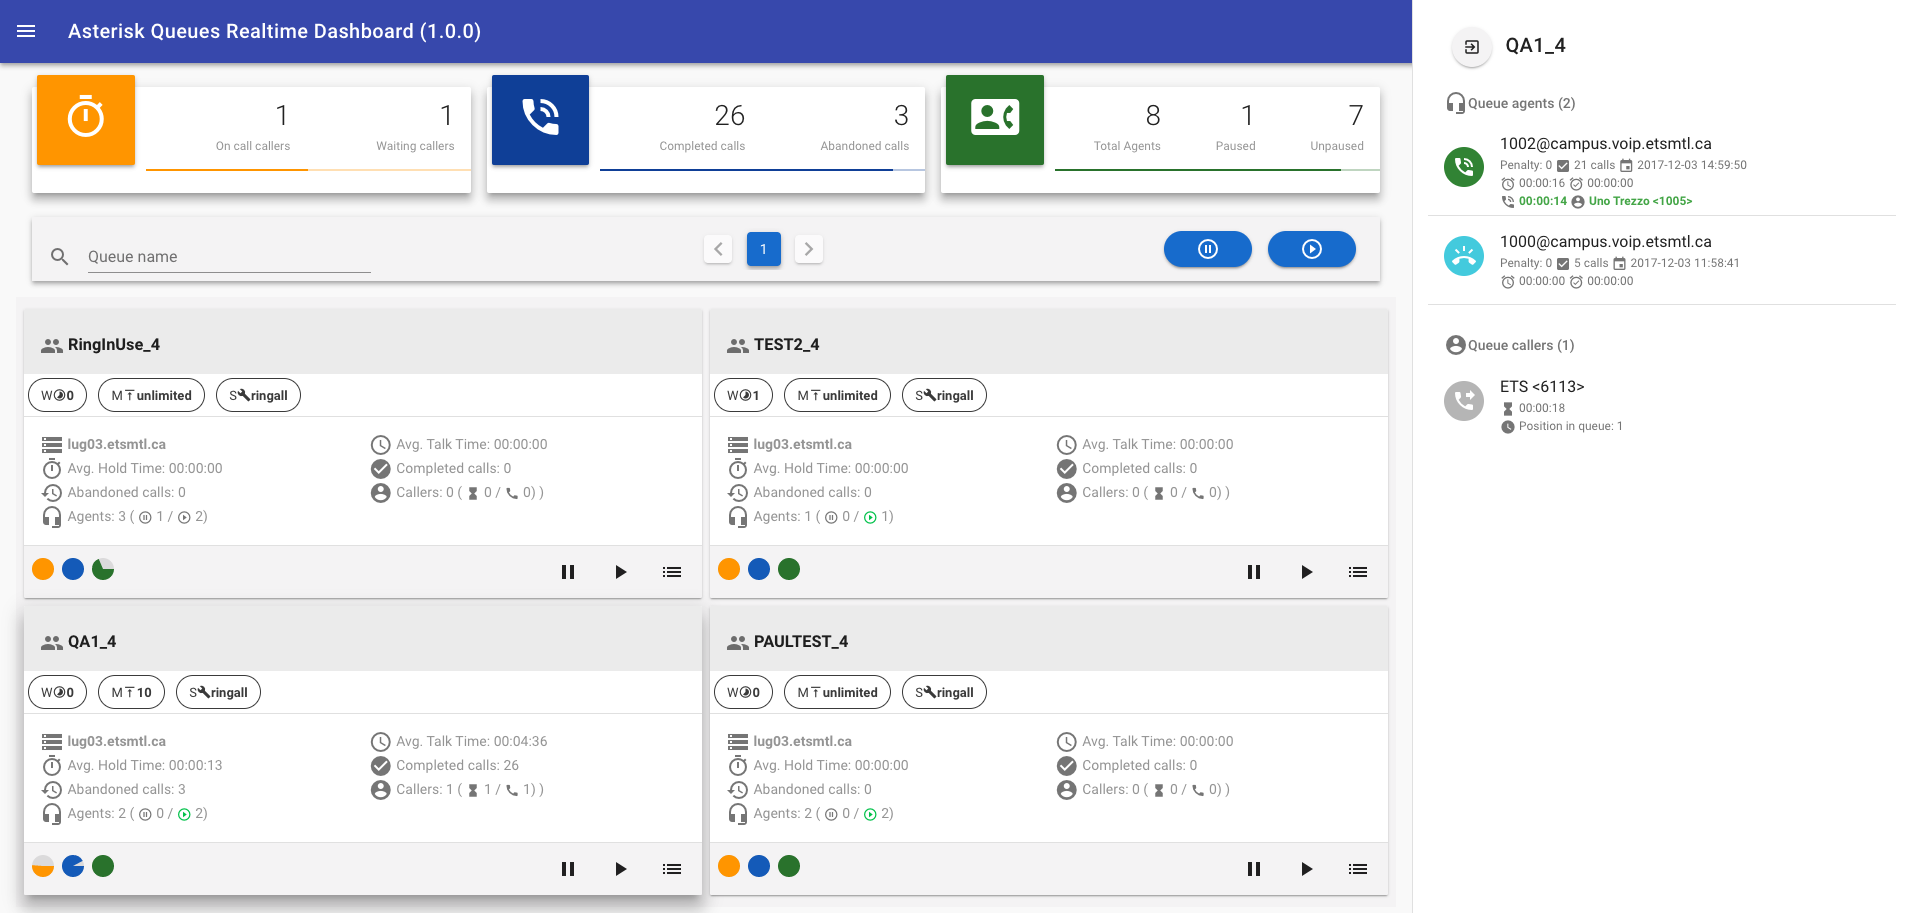 Asterisk Queues Realtime Dashboard (1.0.0)
1 1
On call callers Waiting callers
26 3
Completed calls Abandoned calls
8 1 7
Total Agents Paused Unpaused
Queue name
1
RingInUse_4
W 0 M unlimited S ringall
lug03.etsmtl.ca
Avg. Hold Time: 00:00:00
Abandoned calls: 0
Agents: 3 ( 1 / 2)
Avg. Talk Time: 00:00:00
Completed calls: 0
Callers: 0 ( 0 / 0) )
TEST2_4
W 1 M unlimited S ringall
lug03.etsmtl.ca
Avg. Hold Time: 00:00:00
Abandoned calls: 0
Agents: 1 ( 0 / 1)
Avg. Talk Time: 00:00:00
Completed calls: 0
Callers: 0 ( 0 / 0) )
QA1_4
W 0 M 10 S ringall
lug03.etsmtl.ca
Avg. Hold Time: 00:00:13
Abandoned calls: 3
Agents: 2 ( 0 / 2)
Avg. Talk Time: 00:04:36
Completed calls: 26
Callers: 1 ( 1 / 1) )
PAULTEST_4
W 0 M unlimited S ringall
lug03.etsmtl.ca
Avg. Hold Time: 00:00:00
Abandoned calls: 0
Agents: 2 ( 0 / 2)
Avg. Talk Time: 00:00:00
Completed calls: 0
Callers: 0 ( 0 / 0) )
QA1_4
Queue agents (2)
1002@campus.voip.etsmtl.ca
Penalty: 0 21 calls 2017-12-03 14:59:50
00:00:16 00:00:00
00:00:14 Uno Trezzo <1005>
1000@campus.voip.etsmtl.ca
Penalty: 0 5 calls 2017-12-03 11:58:41
00:00:00 00:00:00
Queue callers (1)
ETS <6113>
00:00:18
Position in queue: 1